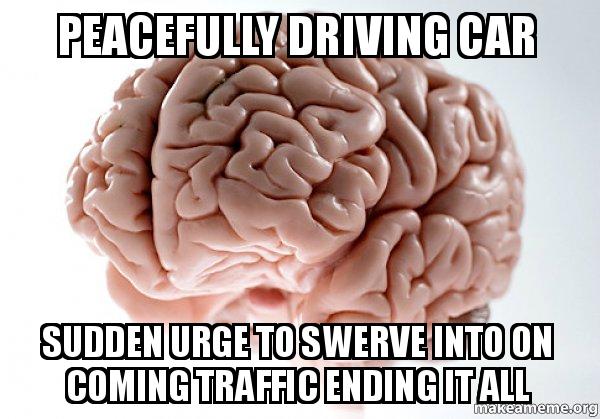 PEACEFULLY DRIVING CAR
SUDDEN URGE TO SWERVE INTO ON
COMING TRAFFIC ENDING IT ALL
makeameme.org